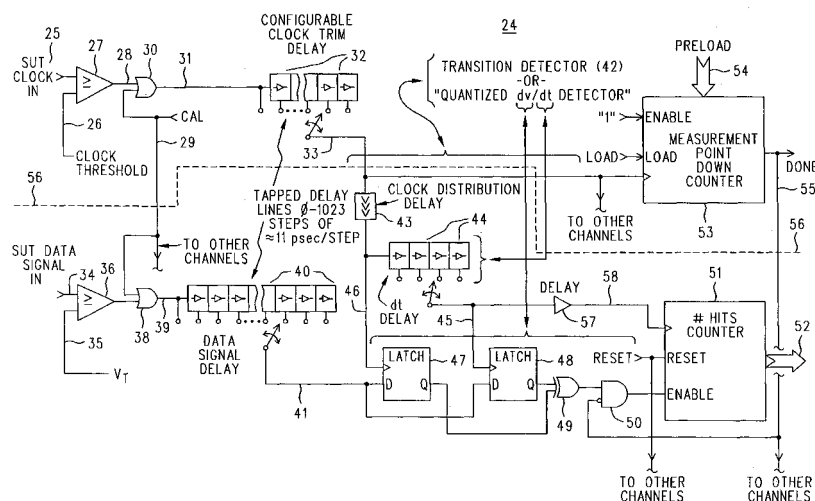 24
25
SUT
CLOCK
IN
27
28
30
31
26
CLOCK
THRESHOLD
CAL
29
CONFIGURABLE
CLOCK TRIM
DELAY
32
33
TRANSITION DETECTOR (42)
-OR-
"QUANTIZED dv/dt DETECTOR"
PRELOAD
54
"1"
ENABLE
LOAD
LOAD
MEASUREMENT
POINT
DOWN
COUNTER
53
DONE
55
56
56
TO OTHER
CHANNELS
TAPPED DELAY
LINES 0-1023
STEPS OF
≈11 psec/STEP
CLOCK DISTRIBUTION
DELAY
43
44
TO OTHER
CHANNELS
SUT DATA
SIGNAL
IN
34
36
35
VT
38
39
40
DATA
SIGNAL
DELAY
41
46
dt
DELAY
45
DELAY
57
58
51
# HITS
COUNTER
RESET
RESET
ENABLE
52
LATCH
47
D
Q
LATCH
48
D
Q
49
50
TO OTHER
CHANNELS
TO OTHER
CHANNELS